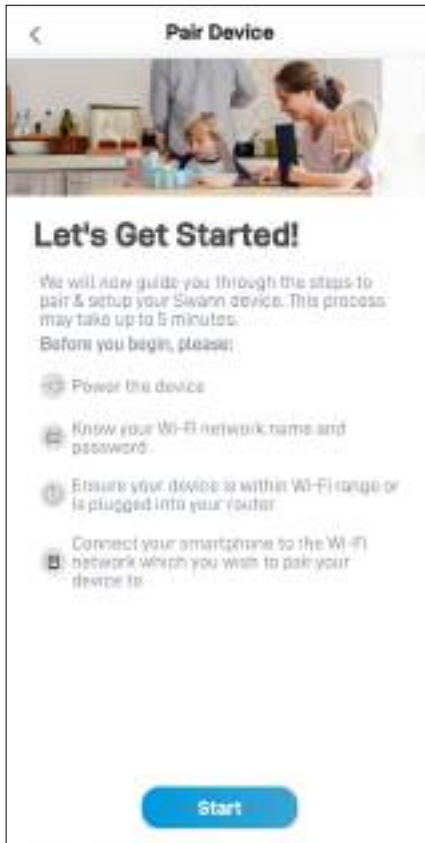 Pair Device
Let's Get Started!
We will now guide you through the steps to
pair & setup your Swann device. This process
may take up to 5 minutes.
Before you begin, please:
Power the device
Know your Wi-Fi network name and
password
Ensure your device is within Wi-Fi range or
is plugged into your router
Connect your smartphone to the Wi-Fi
network which you wish to pair your
device to
Start